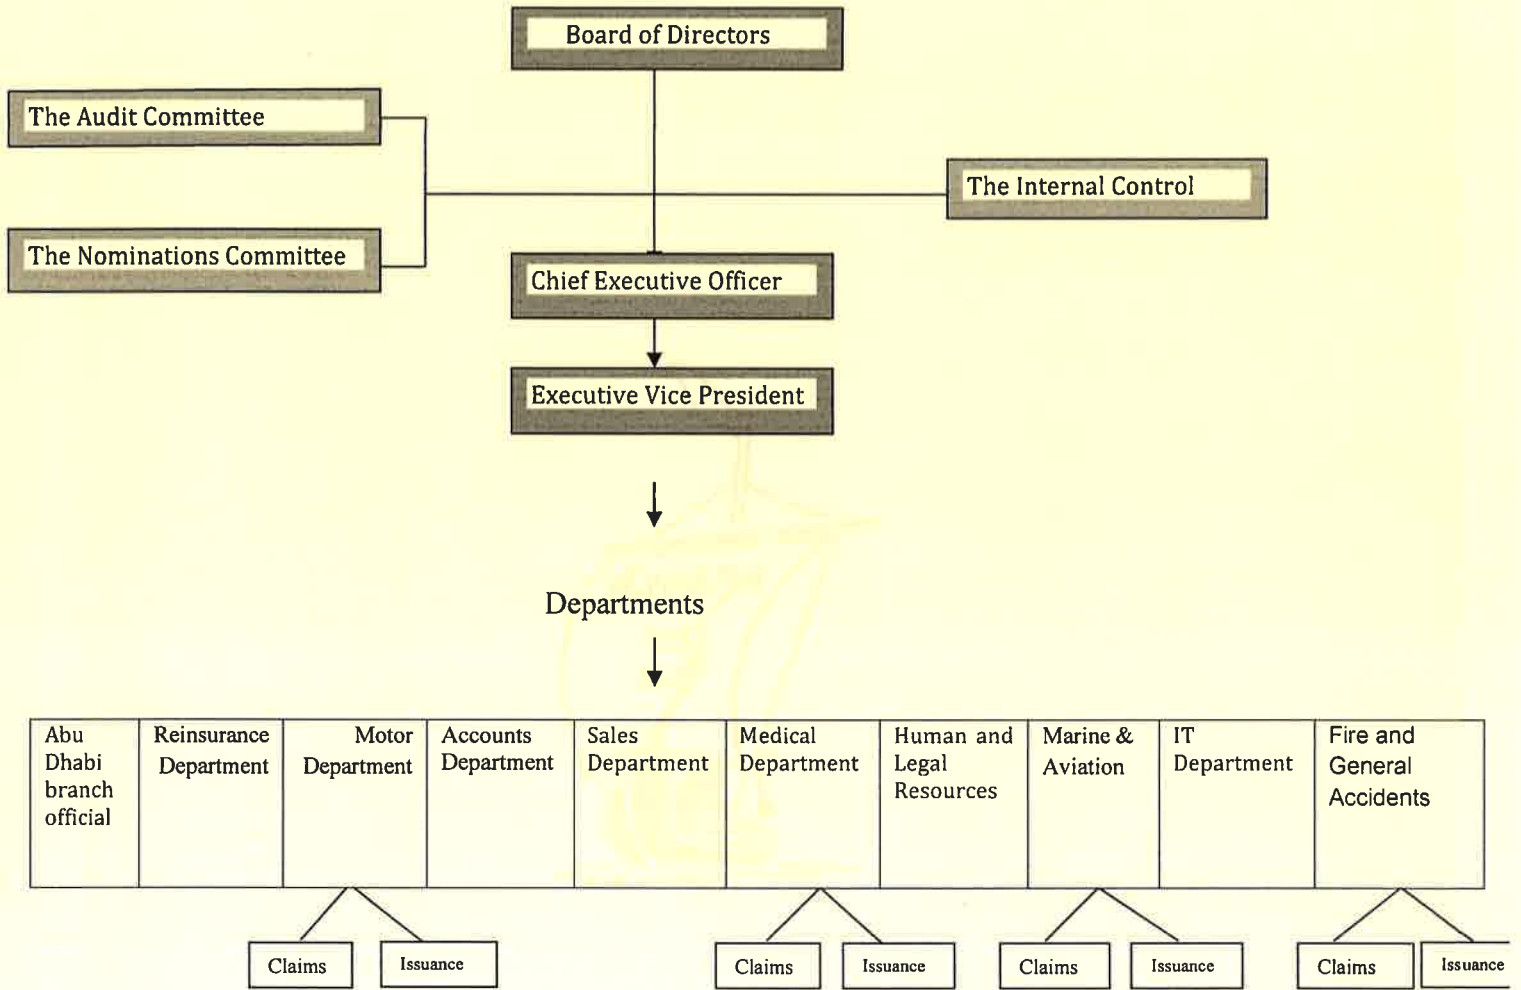 Board of Directors
The Audit Committee
The Internal Control
The Nominations Committee
Chief Executive Officer
Executive Vice President
Departments
Abu
Dhabi
branch
official
Reinsurance
Department
Motor
Department
Accounts
Department
Sales
Department
Medical
Department
Human and
Legal
Resources
Marine &
Aviation
IT
Department
Fire and
General
Accidents
Claims
Issuance
Claims
Issuance
Claims
Issuance
Claims
Issuance